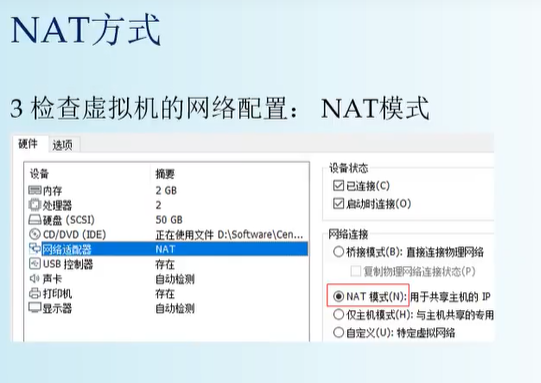 NAT方式
3 检查虚拟机的网络配置： NAT模式
硬件 选项
设备 摘要
内存 2 GB
处理器 2
硬盘 (SCSI) 50 GB
CD/DVD (IDE) 正在使用文件 D:\Software\Cen...
网络适配器 NAT
USB 控制器 存在
声卡 自动检测
打印机 存在
显示器 自动检测
设备状态
已连接(C)
启动时连接(O)
网络连接
桥接模式(B): 直接连接物理网络
复制物理网络连接状态(P)
NAT 模式(N): 用于共享主机的 IP
仅主机模式(H): 与主机共享的专用
自定义(U): 特定虚拟网络